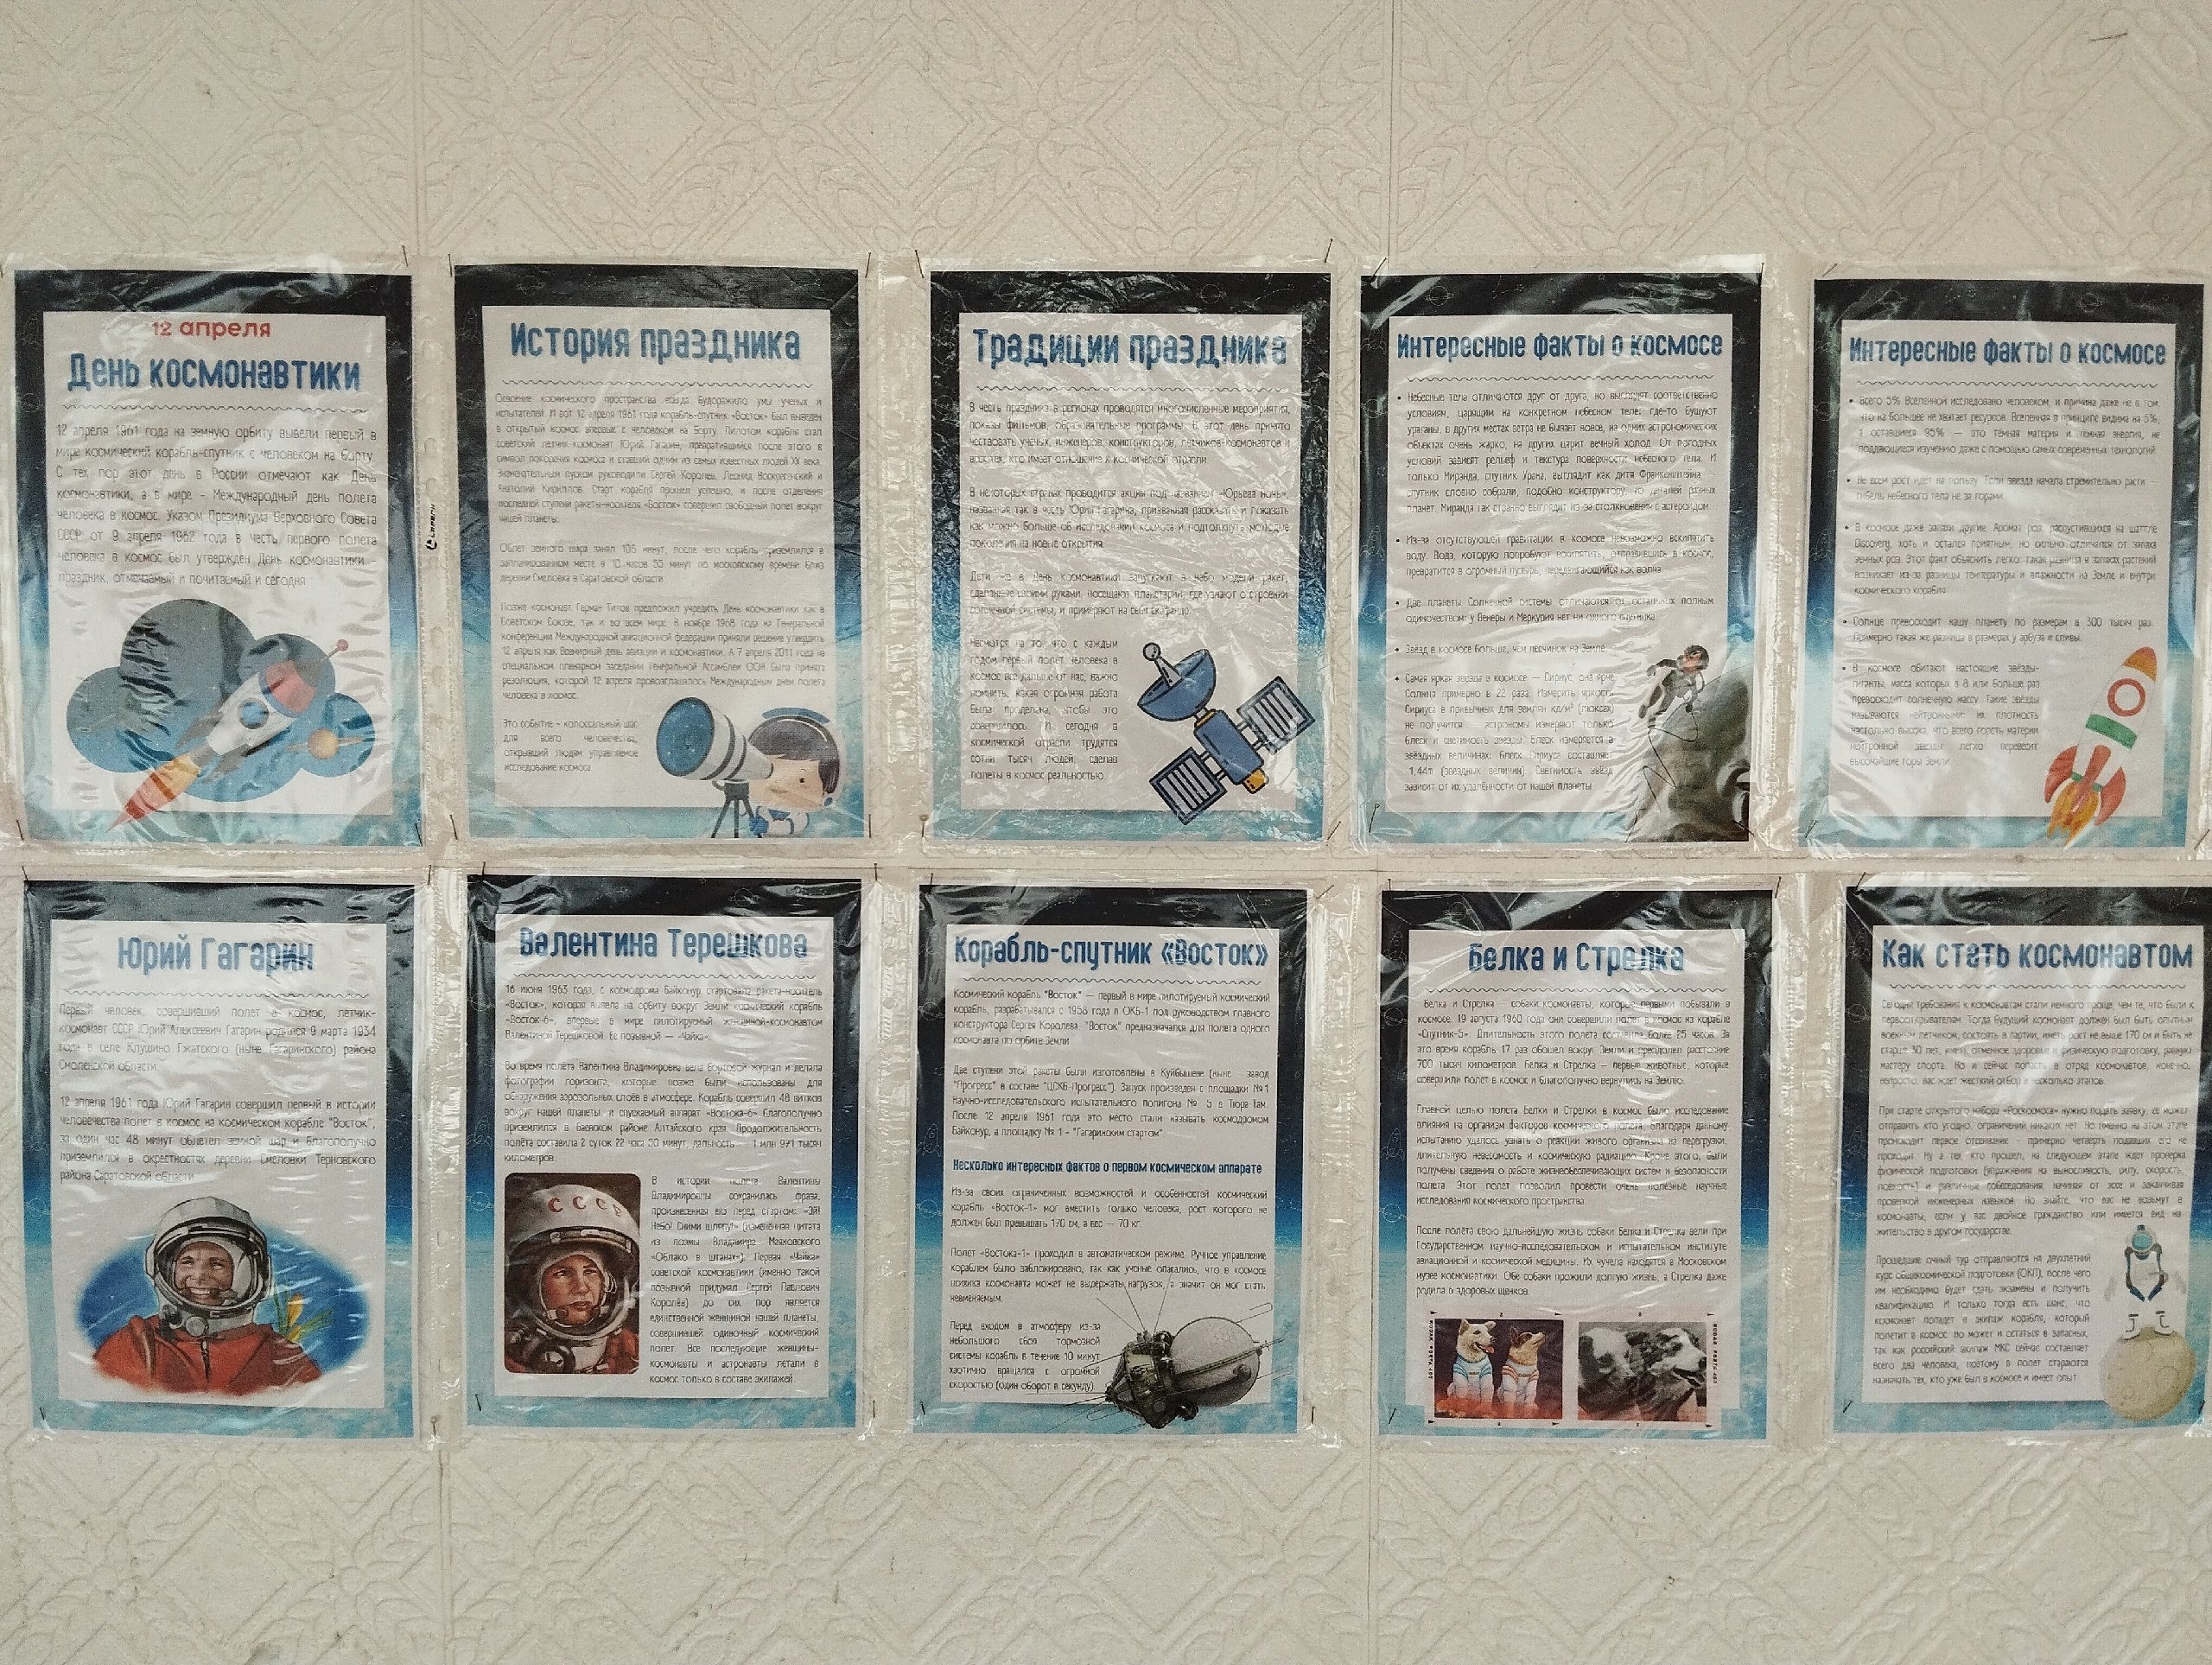 12 апреля
День космонавтики
12 апреля 1961 года на земную орбиту вывели первый в
мире космический корабль-спутник с человеком на борту.
С тех пор этот день в России отмечают как День
космонавтики, а в мире - Международный день полета
человека в космос. Указом Президиума Верховного Совета
СССР от 9 апреля 1962 года в честь первого полета
человека в космос был утвержден День космонавтики -
праздник, отмечаемый и почитаемый и сегодня
История праздника
Освоение космического пространства всегда будоражило умы ученых и
испытателей. И вот 12 апреля 1961 года корабль-спутник «Восток» был выведен
в открытый космос впервые с человеком на борту. Пилотом корабля стал
советский летчик-космонавт Юрий Гагарин, превратившийся после этого в
символ покорения космоса и ставший одним из самых известных людей XX века.
Знаменательным пуском руководили Сергей Королев, Леонид Воскресенский и
Анатолий Кириллов. Старт корабля прошел успешно, и после отделения
последней ступени ракеты-носителя «Восток» совершил свободный полет вокруг
нашей планеты.
Облет земного шара занял 106 минут, после чего корабль приземлился в
запланированном месте в 10 часов 55 минут по московскому времени близ
деревни Смеловка в Саратовской области.
Позже космонавт Герман Титов предложил учредить День космонавтики как в
Советском Союзе, так и во всем мире. В ноябре 1968 года на Генеральной
конференции Международной авиационной федерации приняли решение утвердить
12 апреля как Всемирный день авиации и космонавтики. А 7 апреля 2011 года на
специальном пленарном заседании Генеральной Ассамблеи ООН была принята
резолюция, которой 12 апреля провозглашалось Международным днем полета
человека в космос.
Это событие - колоссальный шаг
для всего человечества,
открывший людям управляемое
исследование космоса.
Традиции праздника
В честь праздника в регионах проводятся многочисленные мероприятия,
показы фильмов, образовательные программы. В этот день принято
чествовать ученых, инженеров, конструкторов, летчиков-космонавтов и
всех тех, кто имеет отношение к космической отрасли.
В некоторых странах проводится акция под названием «Юрьева ночь»,
названная так в честь Юрия Гагарина, призванная рассказать и показать
как можно больше об исследовании космоса и подтолкнуть молодые
поколения на новые открытия.
Дети на в День космонавтики запускают в небо модели ракет,
сделанные своими руками, посещают планетарии, где узнают о строении
солнечной системы, и примеряют на себя скафандр.
Несмотря на то, что с каждым
годом первый полет человека в
космос все дальше от нас, важно
помнить, какая огромная работа
была проделана, чтобы это
совершилось. И сегодня в
космической отрасли трудятся
сотни тысяч людей, сделав
полеты в космос реальностью.
Интересные факты о космосе
• Небесные тела отличаются друг от друга, но выглядят соответственно
условиям, царящим на конкретном небесном теле: где-то бушуют
ураганы, в других местах ветра не бывает вовсе, на одних астрономических
объектах очень жарко, на других царит вечный холод. От погодных
условий зависят рельеф и текстура поверхности небесного тела. И
только Миранда, спутник Урана, выглядит как дитя Франкенштейна -
спутник словно собрали, подобно конструктору, из деталей разных
планет. Миранда так странно выглядит из-за столкновения с астероидом.
• Из-за отсутствующей гравитации в космосе невозможно вскипятить
воду. Вода, которую попробуют вскипятить, отправившись в космос,
превратится в огромный пузырь, передвигающийся как волна.
• Две планеты Солнечной системы отличаются от остальных полным
одиночеством: у Венеры и Меркурия нет ни одного спутника.
• Звёзд в космосе больше, чем песчинок на Земле.
• Самая яркая звезда в космосе — Сириус, она ярче
Солнца примерно в 22 раза. Измерить яркость
Сириуса в привычных для землян кд/м² (люксах)
не получится - астрономы измеряют только
блеск и светимость звезды. Блеск измеряется в
звёздных величинах: блеск Сириуса составляет
-1,44m (звёздных величин). Светимость звёзд
зависит от их удалённости от нашей планеты
Интересные факты о космосе
• Всего 5% Вселенной исследовано человеком, и причина даже не в том,
что на большее не хватает ресурсов. Вселенная в принципе видима на 5%,
а оставшиеся 95% — это тёмная материя и тёмная энергия, не
поддающиеся изучению даже с помощью самых современных технологий.
• Не всем рост идет на пользу. Если звезда начала стремительно расти -
гибель небесного тела не за горами.
• В космосе даже запахи другие. Аромат роз, распустившихся на шаттле
Discovery, хоть и остался приятным, но сильно отличался от запаха
земных роз. Этот факт объяснить легко: такая разница в запахах растений
возникает из-за разницы температуры и влажности на Земле и внутри
космического корабля.
• Солнце превосходит нашу планету по размерам в 300 тысяч раз.
Примерно такая же разница в размерах у арбуза и сливы.
• В космосе обитают настоящие звёзды-
гиганты, масса которых в 8 или больше раз
превосходит солнечную массу. Такие звёзды
называются нейтронными: их плотность
настолько высока, что всего горсть материи
нейтронной звезды легко перевесит
высочайшие горы Земли.
Юрий Гагарин
Первый человек, совершивший полет в космос, летчик-
космонавт СССР Юрий Алексеевич Гагарин родился 9 марта 1934
года в селе Клушино Гжатского (ныне Гагаринского) района
Смоленской области.
12 апреля 1961 года Юрий Гагарин совершил первый в истории
человечества полет в космос на космическом корабле "Восток",
за один час 48 минут облетел земной шар и благополучно
приземлился в окрестностях деревни Смеловки Терновского
района Саратовской области.
Валентина Терешкова
16 июня 1963 года, с космодрома Байконур стартовала ракета-носитель
«Восток», которая вывела на орбиту вокруг Земли космический корабль
«Восток-6», впервые в мире пилотируемый женщиной-космонавтом
Валентиной Терешковой. Ее позывной — «Чайка».
Во время полёта Валентина Владимировна вела бортовой журнал и делала
фотографии горизонта, которые позже были использованы для
обнаружения аэрозольных слоёв в атмосфере. Корабль совершил 48 витков
вокруг нашей планеты, и спускаемый аппарат «Востока-6» благополучно
приземлился в Баевском районе Алтайского края. Продолжительность
полёта составила 2 суток 22 часа 50 минут, дальность — 1 млн 971 тысяч
километров.
СССР
В истории полета Валентины
Владимировны сохранилась фраза,
произнесенная ею перед стартом: «Эй!
Небо! Сними шляпу!» (измененная цитата
из поэмы Владимира Маяковского
«Облако в штанах»). Первая «Чайка»
советской космонавтики (именно такой
позывной придумал Сергей Павлович
Королёв) до сих пор является
единственной женщиной нашей планеты,
совершившей одиночный космический
полет. Все последующие женщины-
космонавты и астронавты летали в
космос только в составе экипажей.
Корабль-спутник «Восток»
Космический корабль "Восток" — первый в мире пилотируемый космический
корабль, разрабатывался с 1958 года в ОКБ-1 под руководством главного
конструктора Сергея Королева. "Восток" предназначался для полета одного
космонавта по орбите Земли.
Две ступени этой ракеты были изготовлены в Куйбышеве (ныне - завод
"Прогресс" в составе "ЦСКБ-Прогресс"). Запуск произведен с площадки №1
Научно-исследовательского испытательного полигона № 5 в Тюра-Там.
После 12 апреля 1961 года это место стали называть космодромом
Байконур, а площадку № 1 - "Гагаринским стартом".
Несколько интересных фактов о первом космическом аппарате
Из-за своих ограниченных возможностей и особенностей космический
корабль «Восток-1» мог вместить только человека, рост которого не
должен был превышать 170 см, а вес — 70 кг.
Полет «Востока-1» проходил в автоматическом режиме. Ручное управление
кораблем было заблокировано, так как ученые опасались, что в космосе
психика космонавта может не выдержать нагрузок, а значит он мог стать
невменяемым.
Перед входом в атмосферу из-за
небольшого сбоя тормозной
системы корабль в течение 10 минут
хаотично вращался с огромной
скоростью (один оборот в секунду)
Белка и Стрелка
Белка и Стрелка - собаки-космонавты, которые первыми побывали в
космосе. 19 августа 1960 года они совершили полет в космос на корабле
«Спутник-5». Длительность этого полёта составила более 25 часов. За
это время корабль 17 раз обошел вокруг Земли и преодолел расстояние
700 тысяч километров. Белка и Стрелка — первые животные, которые
совершили полет в космос и благополучно вернулись на Землю.
Главной целью полета Белки и Стрелки в космос было исследование
влияния на организм факторов космического полёта, благодаря данному
испытанию удалось узнать о реакции живого организма на перегрузки,
длительную невесомость и космическую радиацию. Кроме этого, были
получены сведения о работе жизнеобеспечивающих систем и безопасности
полета. Этот полет позволил провести очень полезные научные
исследования космического пространства.
После полёта свою дальнейшую жизнь собаки Белка и Стрелка вели при
Государственном научно-исследовательском и испытательном институте
авиационной и космической медицины. Их чучела находятся в Московском
музее космонавтики. Обе собаки прожили долгую жизнь, а Стрелка даже
родила 6 здоровых щенков.
Как стать космонавтом
Сегодня требования к космонавтам стали немного проще, чем те, что были к
первооткрывателям. Тогда будущий космонавт должен был быть опытным
военным летчиком, состоять в партии, иметь рост не выше 170 см и быть не
старше 30 лет, иметь отменное здоровье и физическую подготовку, равную
мастеру спорта. Но и сейчас попасть в отряд космонавтов, конечно,
непросто, вас ждет жесткий отбор в несколько этапов.
При старте открытого набора «Роскосмоса» нужно подать заявку, ее может
отправить кто угодно, ограничений никаких нет. Но именно на этом этапе
происходит первое отсеивание - примерно четверть подавших его не
проходит. Ну а тех, кто прошел, на следующем этапе ждут проверка
физической подготовки (упражнения на выносливость, силу, скорость,
ловкость) и различные собеседования, начиная от эссе и заканчивая
проверкой инженерных навыков. Но знайте, что вас не возьмут в
космонавты, если у вас двойное гражданство или имеется вид на
жительство в другом государстве.
Прошедшие очный тур отправляются на двухлетний
курс общекосмической подготовки (ОКП), после чего
им необходимо будет сдать экзамены и получить
квалификацию. И только тогда есть шанс, что
космонавт попадет в экипаж корабля, который
полетит в космос. Но может и остаться в запасных,
так как российский экипаж МКС сейчас составляет
всего два человека, поэтому в полет стараются
назначать тех, кто уже был в космосе и имеет опыт.